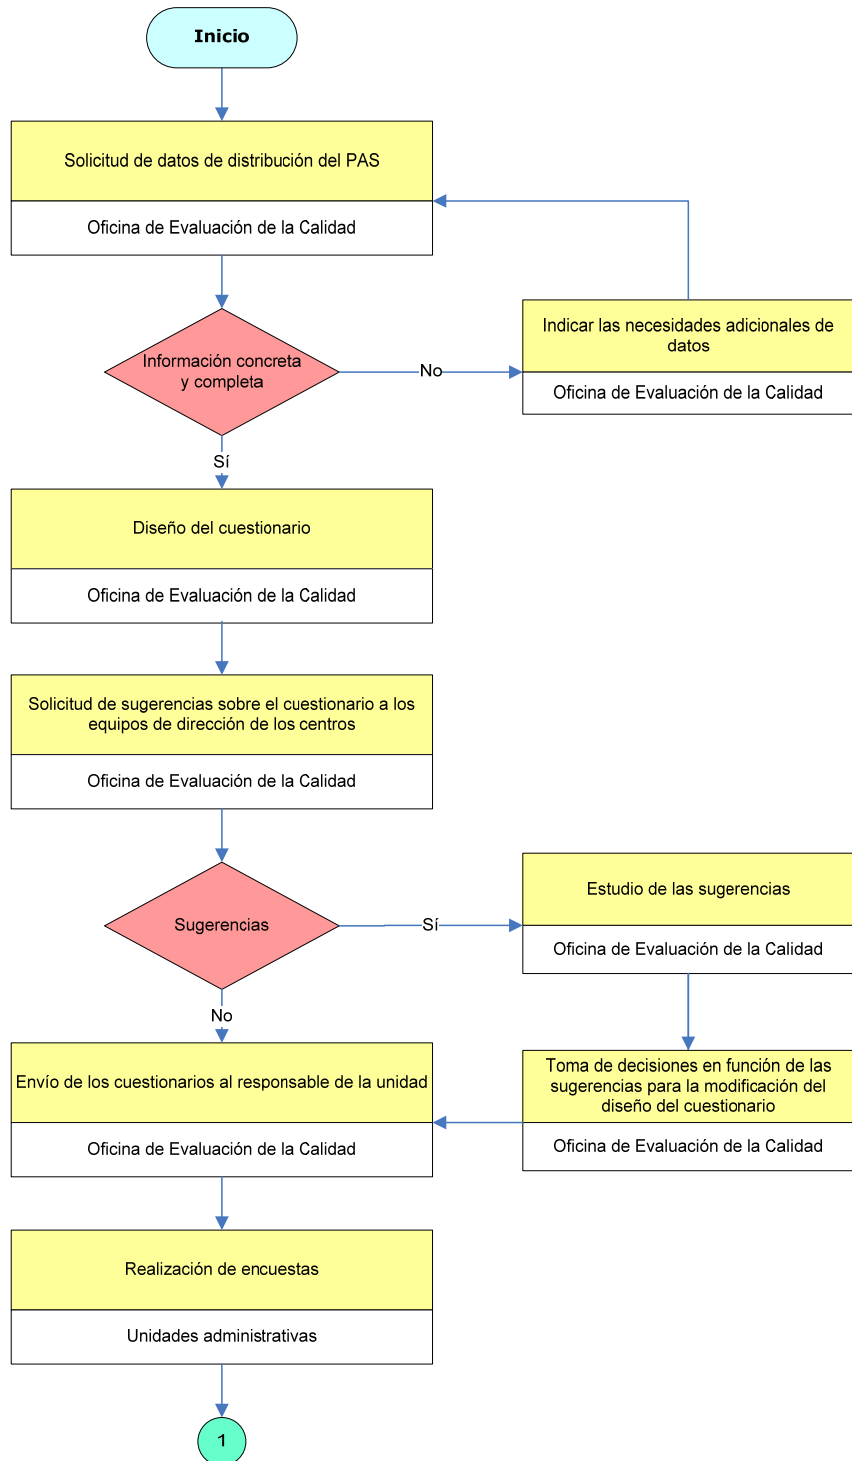 Inicio
Solicitud de datos de distribución del PAS
Oficina de Evaluación de la Calidad
Información concreta
y completa
No
Indicar las necesidades adicionales de
datos
Oficina de Evaluación de la Calidad
Sí
Diseño del cuestionario
Oficina de Evaluación de la Calidad
Solicitud de sugerencias sobre el cuestionario a los
equipos de dirección de los centros
Oficina de Evaluación de la Calidad
Sugerencias
Sí
Estudio de las sugerencias
Oficina de Evaluación de la Calidad
No
Envío de los cuestionarios al responsable de la unidad
Oficina de Evaluación de la Calidad
Toma de decisiones en función de las
sugerencias para la modificación del
diseño del cuestionario
Oficina de Evaluación de la Calidad
Realización de encuestas
Unidades administrativas
1